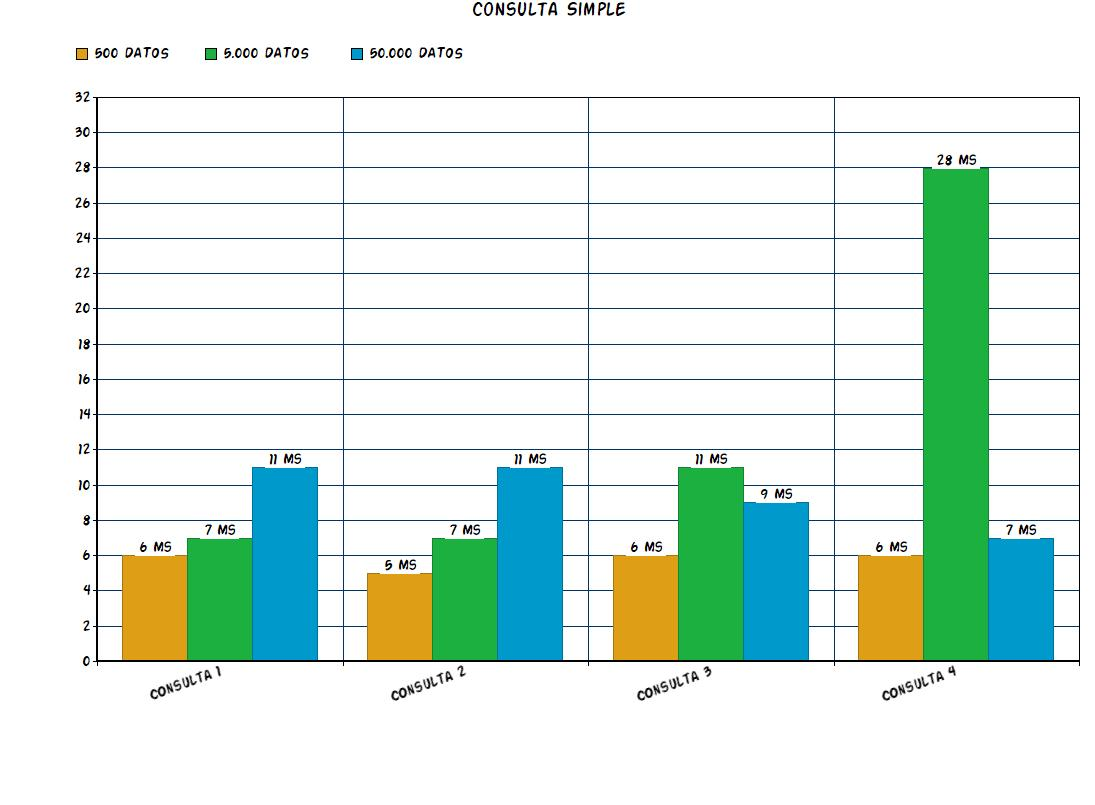 CONSULTA SIMPLE
500 DATOS 5.000 DATOS 50.000 DATOS
32
30
28
28 MS
26
24
22
20
18
16
14
12
11 MS 11 MS 11 MS
10
9 MS
8
7 MS 7 MS 7 MS
6 MS 6 MS 6 MS
6
5 MS
4
2
0
CONSULTA 1 CONSULTA 2 CONSULTA 3 CONSULTA 4